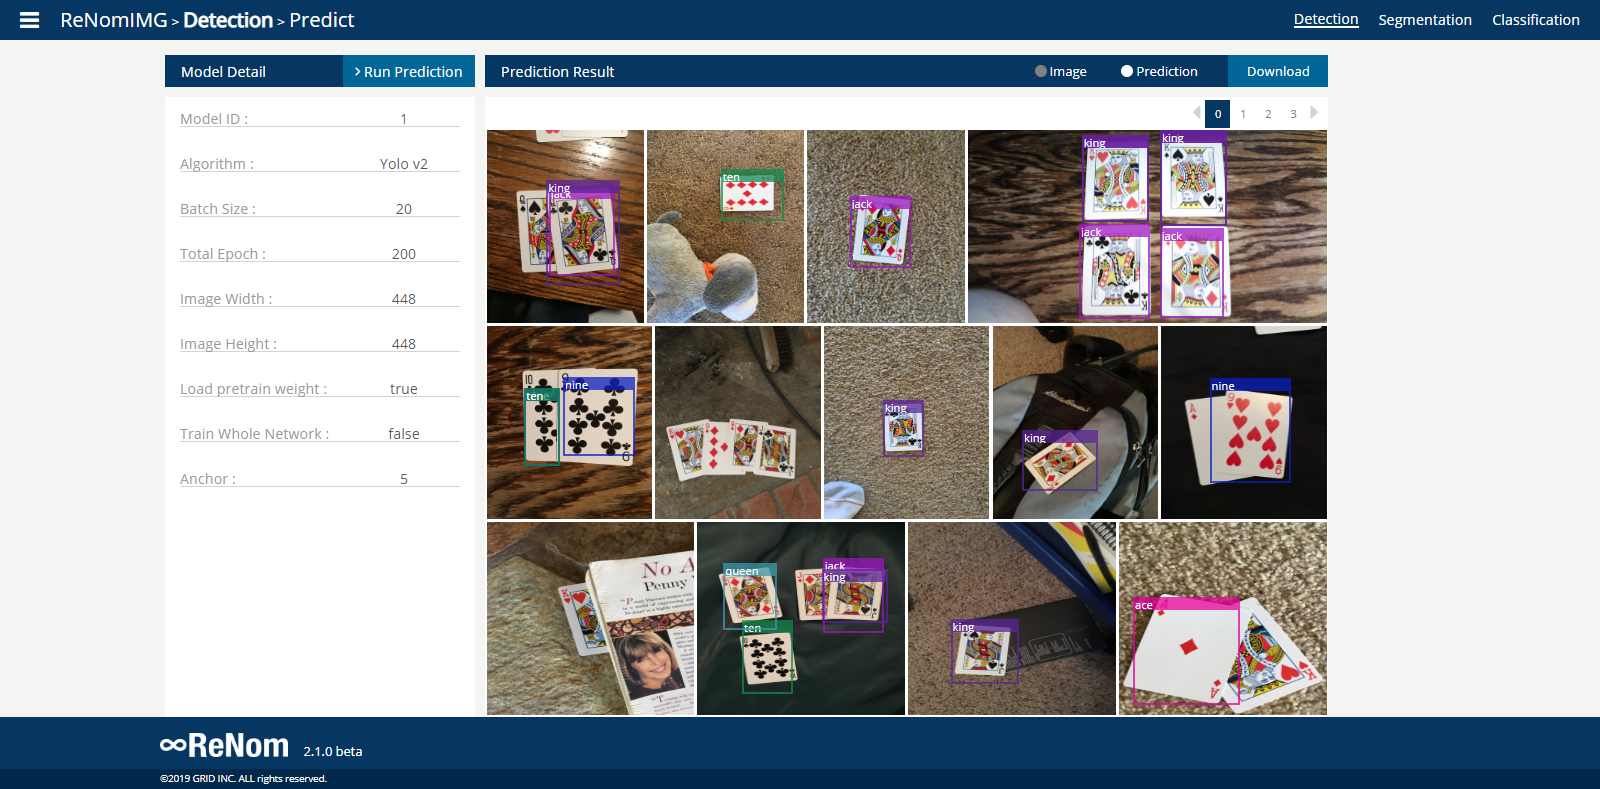 ReNomIMG > Detection > Predict
Detection Segmentation Classification
Model Detail
> Run Prediction
Prediction Result
Image
Prediction
Download
0 1 2 3
Model ID : 1
Algorithm : Yolo v2
Batch Size : 20
Total Epoch : 200
Image Width : 448
Image Height : 448
Load pretrain weight : true
Train Whole Network : false
Anchor : 5
king
jack
ten
jack
king
king
jack
jack
ten
nine
10
9
king
king
nine
A
9
K
No A
Penny
queen
jack
king
ten
king
ace
A
K
∞ReNom 2.1.0 beta
©2019 GRID INC. ALL rights reserved.